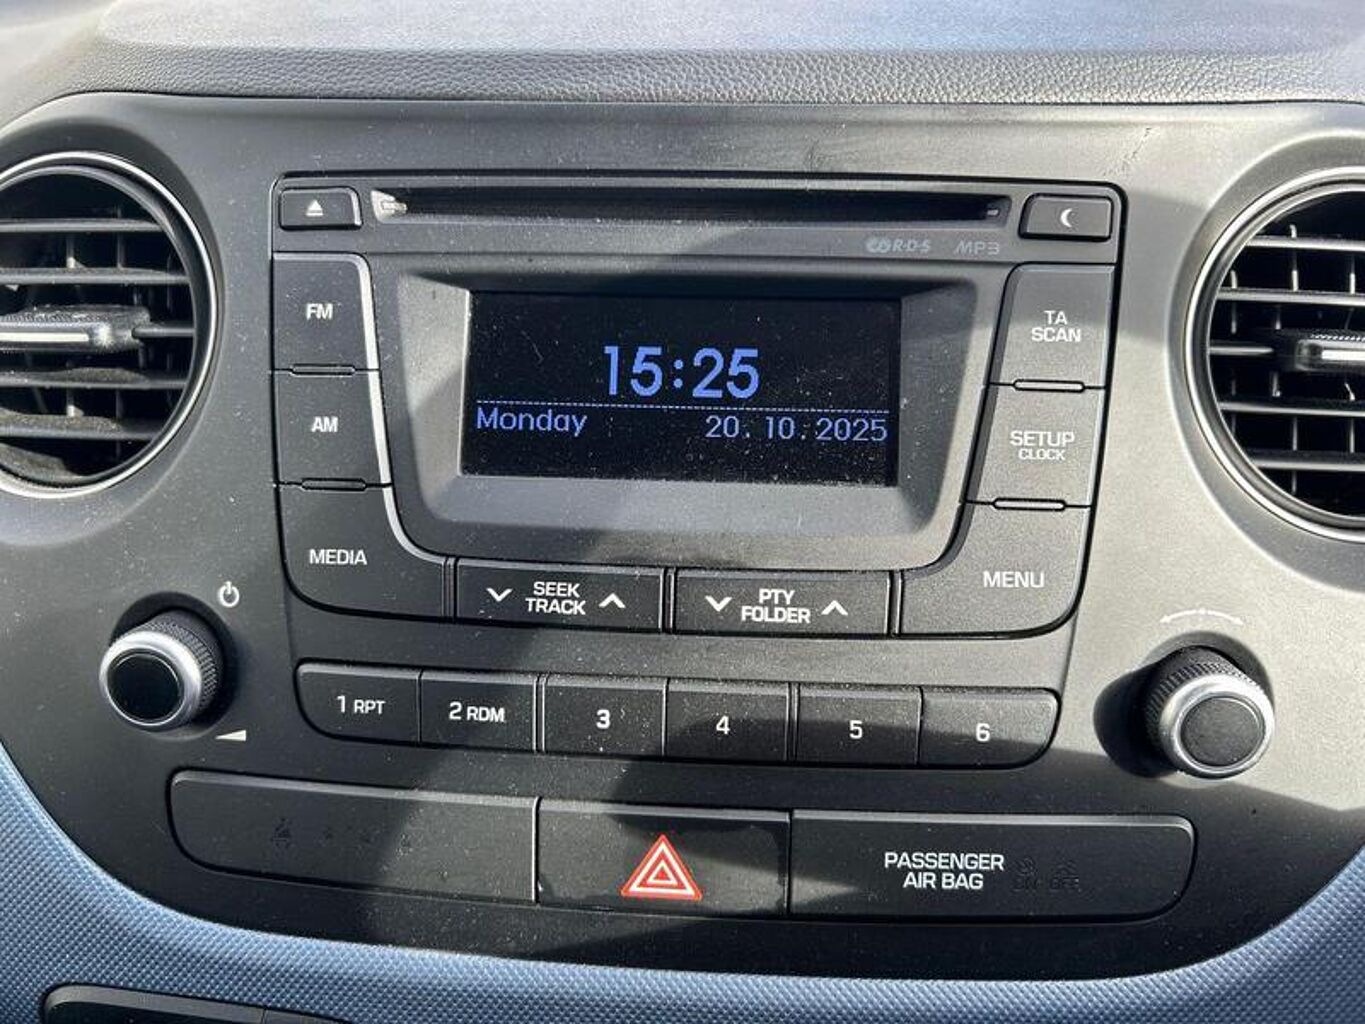 R·D·S MP3
FM
TA
SCAN
15:25
Monday 20.10.2025
AM
SETUP
CLOCK
MEDIA
MENU
SEEK
TRACK
PTY
FOLDER
1 RPT
2 RDM
3
4
5
6
PASSENGER
AIR BAG